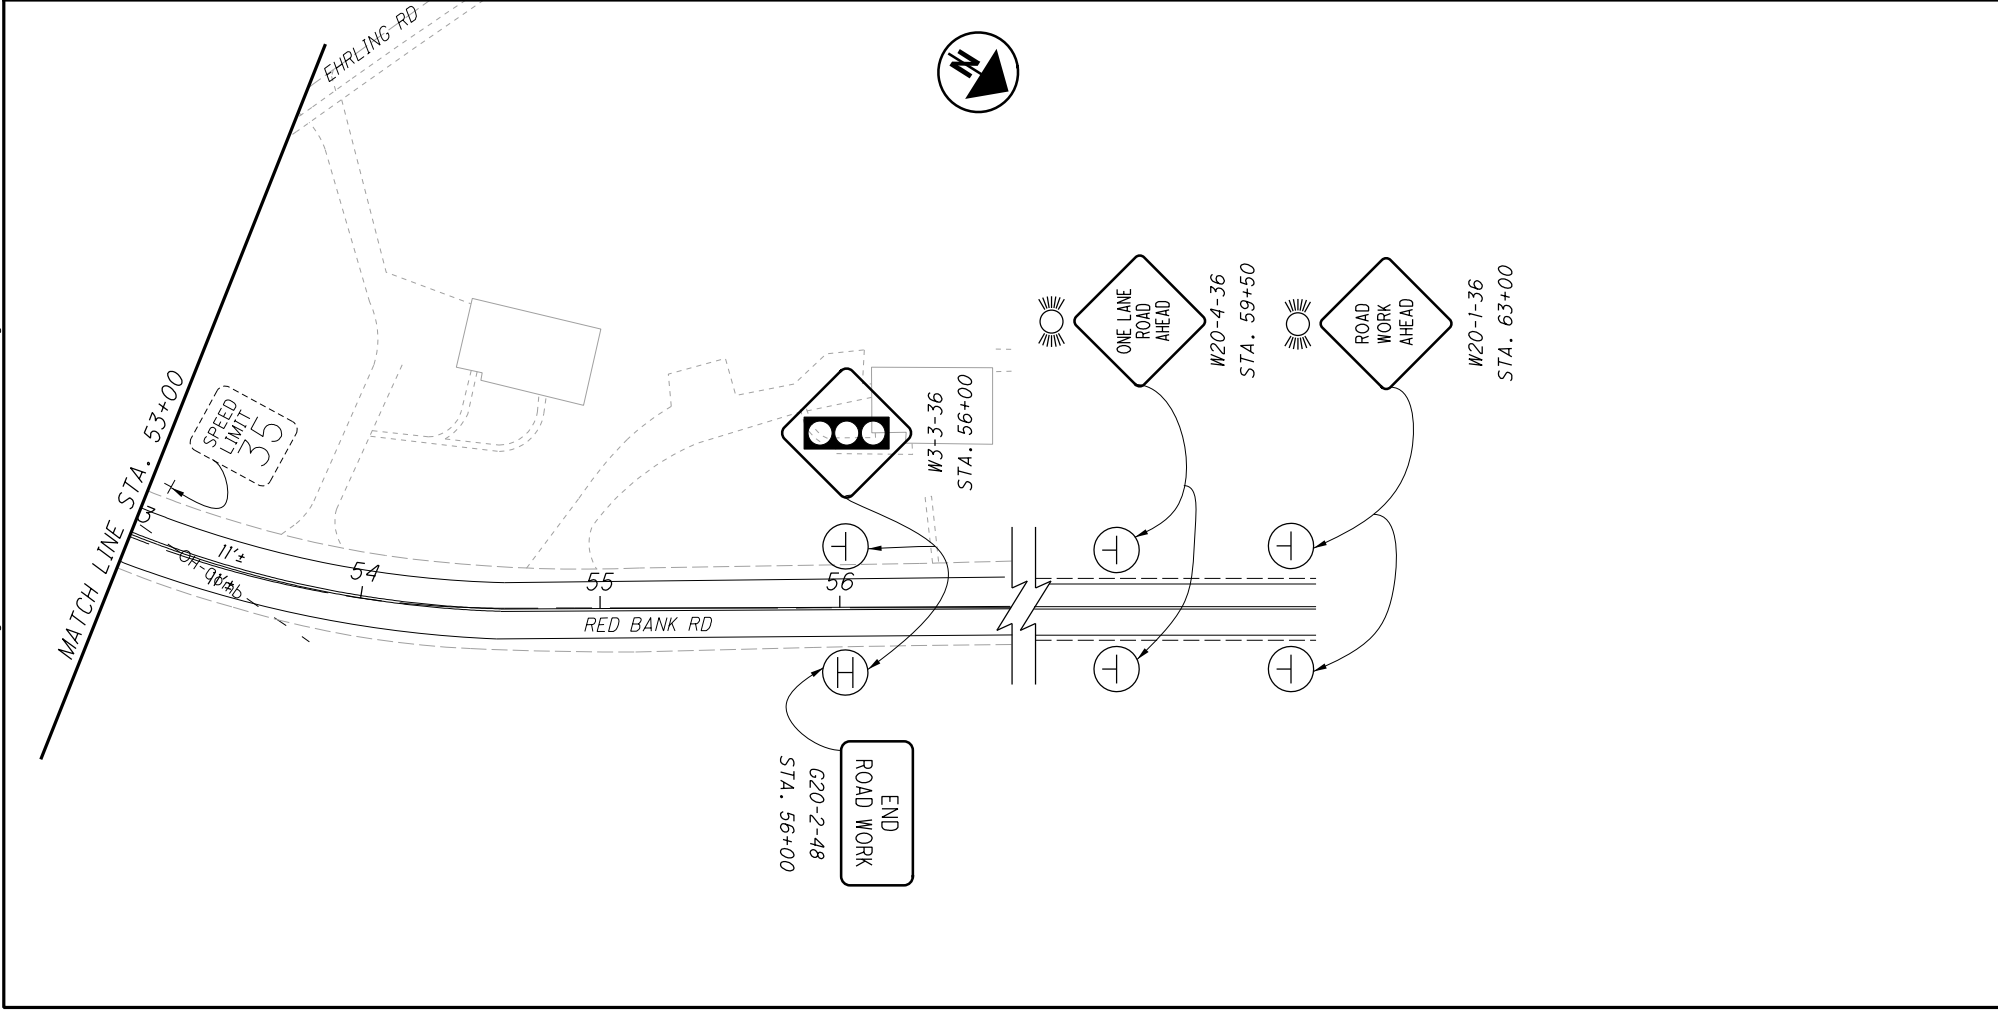 EHRLING RD
N
MATCH LINE STA. 53+00
SPEED
LIMIT
35
11'±
11'±
54
55
56
RED BANK RD
W3-3-36
STA. 56+00
ONE LANE
ROAD
AHEAD
W20-4-36
STA. 59+50
ROAD
WORK
AHEAD
W20-1-36
STA. 63+00
END
ROAD WORK
G20-2-48
STA. 56+00